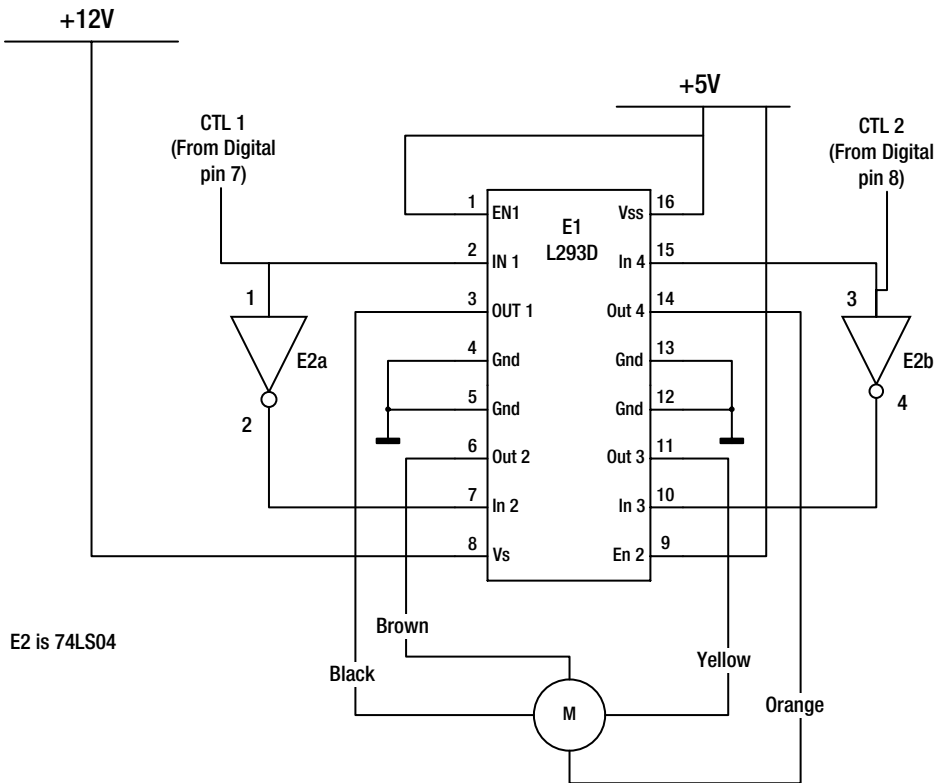 +12V
+5V
CTL 1
(From Digital
pin 7)
CTL 2
(From Digital
pin 8)
E1
L293D
1
EN1
Vss
16
2
IN 1
In 4
15
3
OUT 1
Out 4
14
4
Gnd
Gnd
13
5
Gnd
Gnd
12
6
Out 2
Out 3
11
7
In 2
In 3
10
8
Vs
En 2
9
1
E2a
2
3
E2b
4
E2 is 74LS04
Brown
Black
Yellow
Orange
M